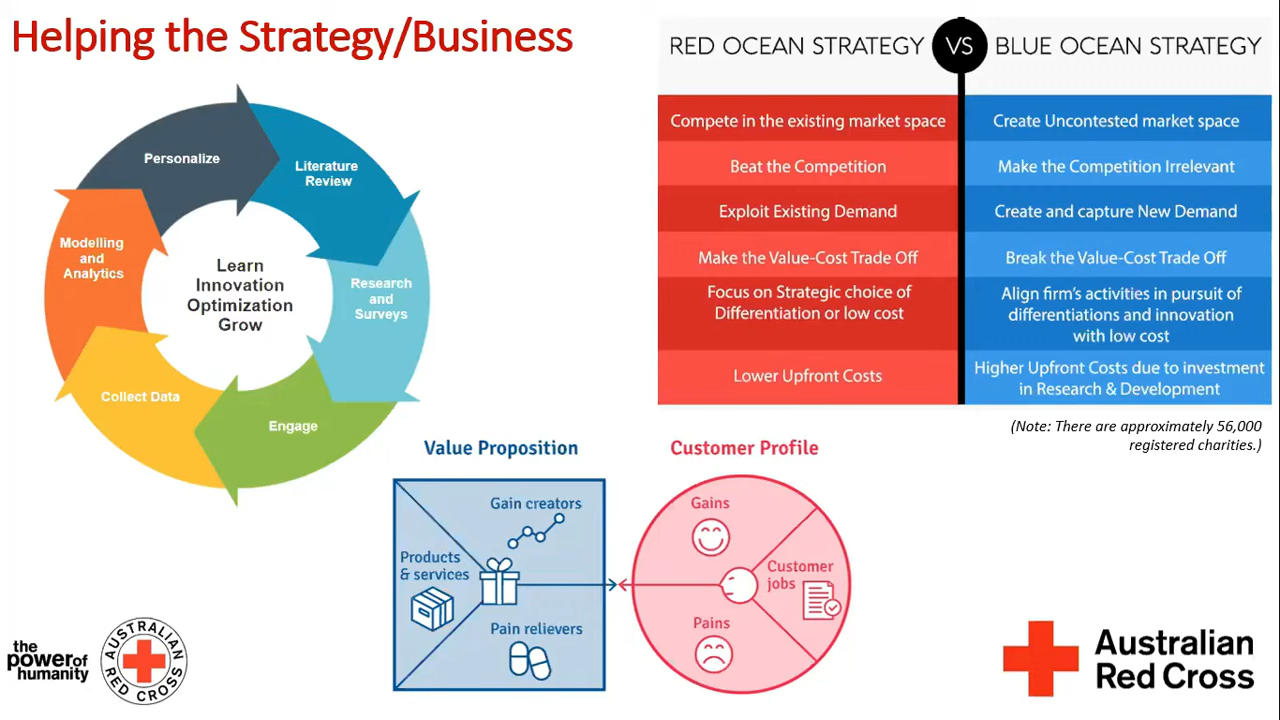 Helping the Strategy/Business
Personalize
Literature
Review
Research
and
Surveys
Engage
Collect Data
Modelling
and
Analytics
Learn
Innovation
Optimization
Grow
RED OCEAN STRATEGY VS BLUE OCEAN STRATEGY
Compete in the existing market space
Create Uncontested market space
Beat the Competition
Make the Competition Irrelevant
Exploit Existing Demand
Create and capture New Demand
Make the Value-Cost Trade Off
Break the Value-Cost Trade Off
Focus on Strategic choice of
Differentiation or low cost
Align firm's activities in pursuit of
differentiations and innovation
with low cost
Lower Upfront Costs
Higher Upfront Costs due to investment
in Research & Development
(Note: There are approximately 56,000
registered charities.)
Value Proposition
Gain creators
Products
& services
Pain relievers
Customer Profile
Gains
Customer
jobs
Pains
the
power of
humanity
AUSTRALIAN
RED CROSS
Australian
Red Cross